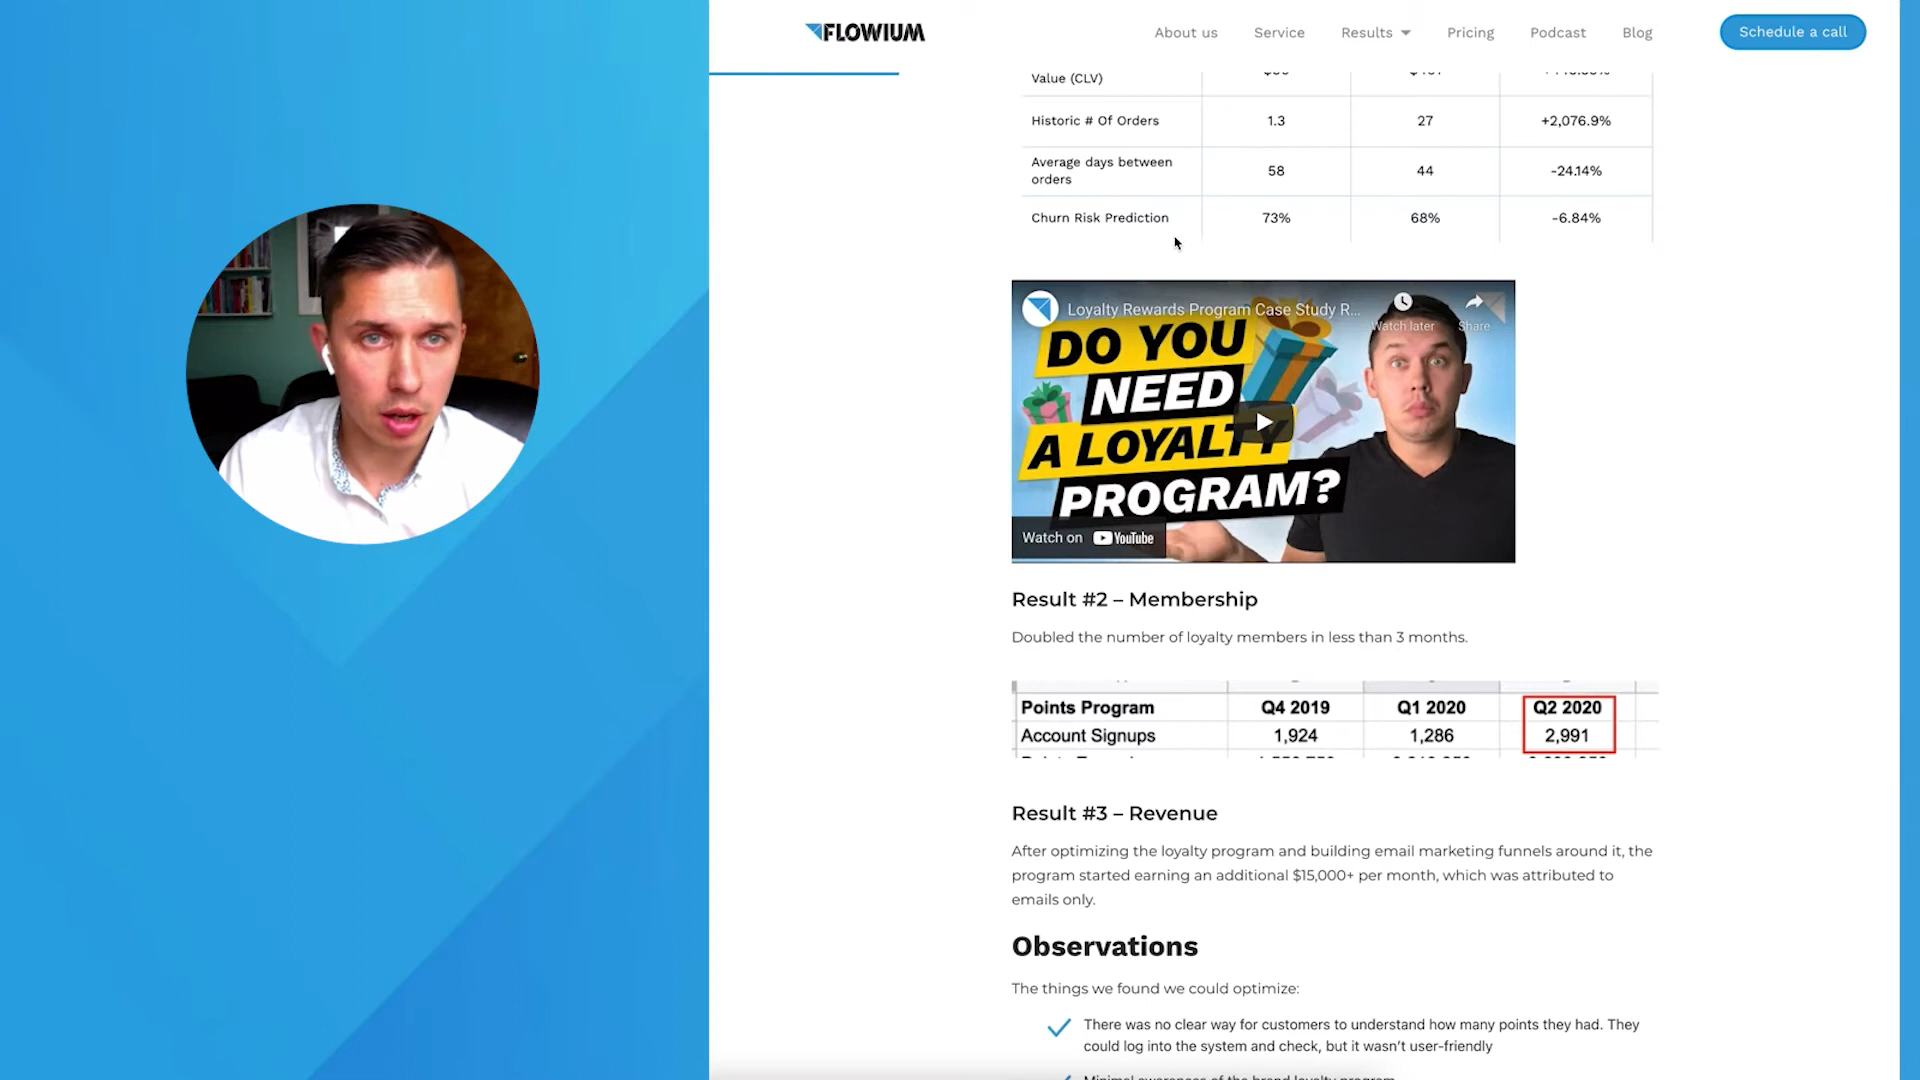 FLOWIUM
About us
Service
Results
Pricing
Podcast
Blog
Schedule a call
Value (CLV)
Historic # Of Orders 1.3 27 +2,076.9%
Average days between
orders 58 44 -24.14%
Churn Risk Prediction 73% 68% -6.84%
Loyalty Rewards Program Case Study R...
Watch later
Share
DO YOU
NEED
A LOYALTY
PROGRAM?
Watch on YouTube
Result #2 – Membership
Doubled the number of loyalty members in less than 3 months.
Points Program Q4 2019 Q1 2020 Q2 2020
Account Signups 1,924 1,286 2,991
Result #3 – Revenue
After optimizing the loyalty program and building email marketing funnels around it, the
program started earning an additional $15,000+ per month, which was attributed to
emails only.
Observations
The things we found we could optimize:
There was no clear way for customers to understand how many points they had. They
could log into the system and check, but it wasn't user-friendly
Minimal awareness of the brand loyalty program